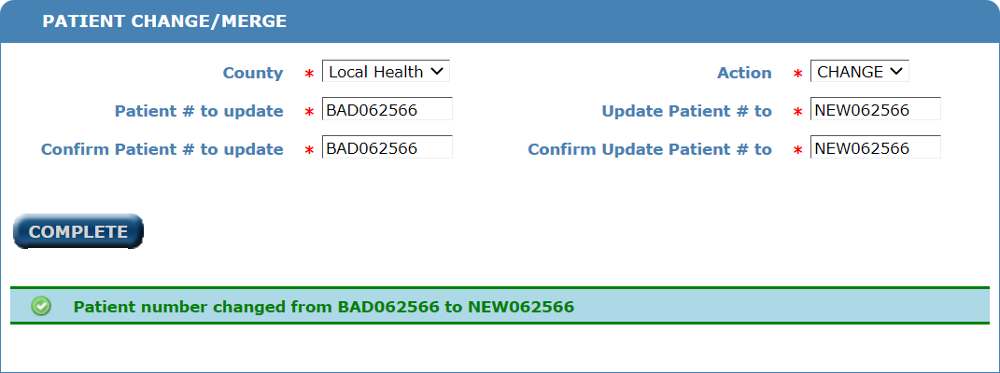 PATIENT CHANGE/MERGE
County * Local Health Action * CHANGE
Patient # to update * BAD062566 Update Patient # to * NEW062566
Confirm Patient # to update * BAD062566 Confirm Update Patient # to * NEW062566
COMPLETE
Patient number changed from BAD062566 to NEW062566